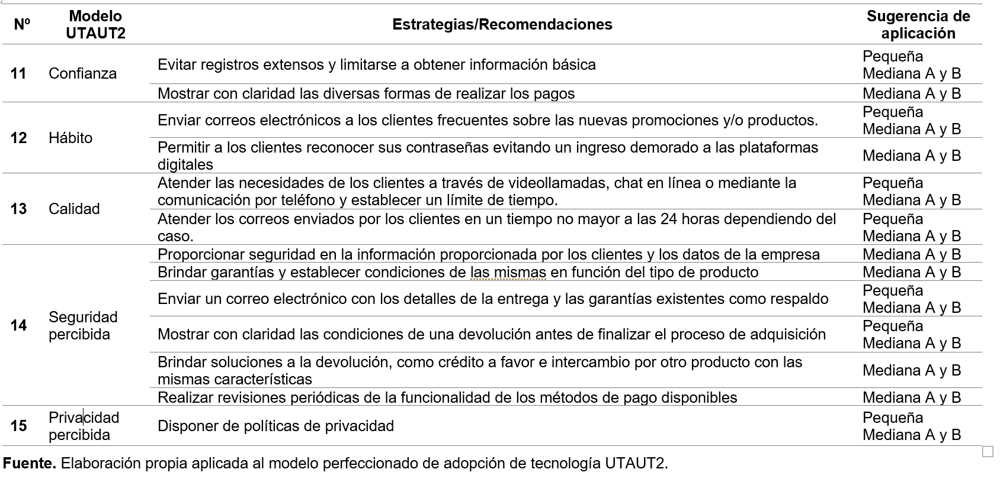 Nº
Modelo
UTAUT2
Estrategias/Recomendaciones
Sugerencia de
aplicación
11
Confianza
Evitar registros extensos y limitarse a obtener información básica
Pequeña
Mediana A y B
Mostrar con claridad las diversas formas de realizar los pagos
Mediana A y B
12
Hábito
Enviar correos electrónicos a los clientes frecuentes sobre las nuevas promociones y/o productos.
Pequeña
Mediana A y B
Permitir a los clientes reconocer sus contraseñas evitando un ingreso demorado a las plataformas
digitales
Mediana A y B
13
Calidad
Atender las necesidades de los clientes a través de videollamadas, chat en línea o mediante la
comunicación por teléfono y establecer un límite de tiempo.
Pequeña
Mediana A y B
Atender los correos enviados por los clientes en un tiempo no mayor a las 24 horas dependiendo del
caso.
Pequeña
Mediana A y B
14
Seguridad
percibida
Proporcionar seguridad en la información proporcionada por los clientes y los datos de la empresa
Mediana A y B
Brindar garantías y establecer condiciones de las mismas en función del tipo de producto
Mediana A y B
Enviar un correo electrónico con los detalles de la entrega y las garantías existentes como respaldo
Pequeña
Mediana A y B
Mostrar con claridad las condiciones de una devolución antes de finalizar el proceso de adquisición
Pequeña
Mediana A y B
Brindar soluciones a la devolución, como crédito a favor e intercambio por otro producto con las
mismas características
Mediana A y B
Realizar revisiones periódicas de la funcionalidad de los métodos de pago disponibles
Mediana A y B
15
Privacidad
percibida
Disponer de políticas de privacidad
Pequeña
Mediana A y B
Fuente. Elaboración propia aplicada al modelo perfeccionado de adopción de tecnología UTAUT2.